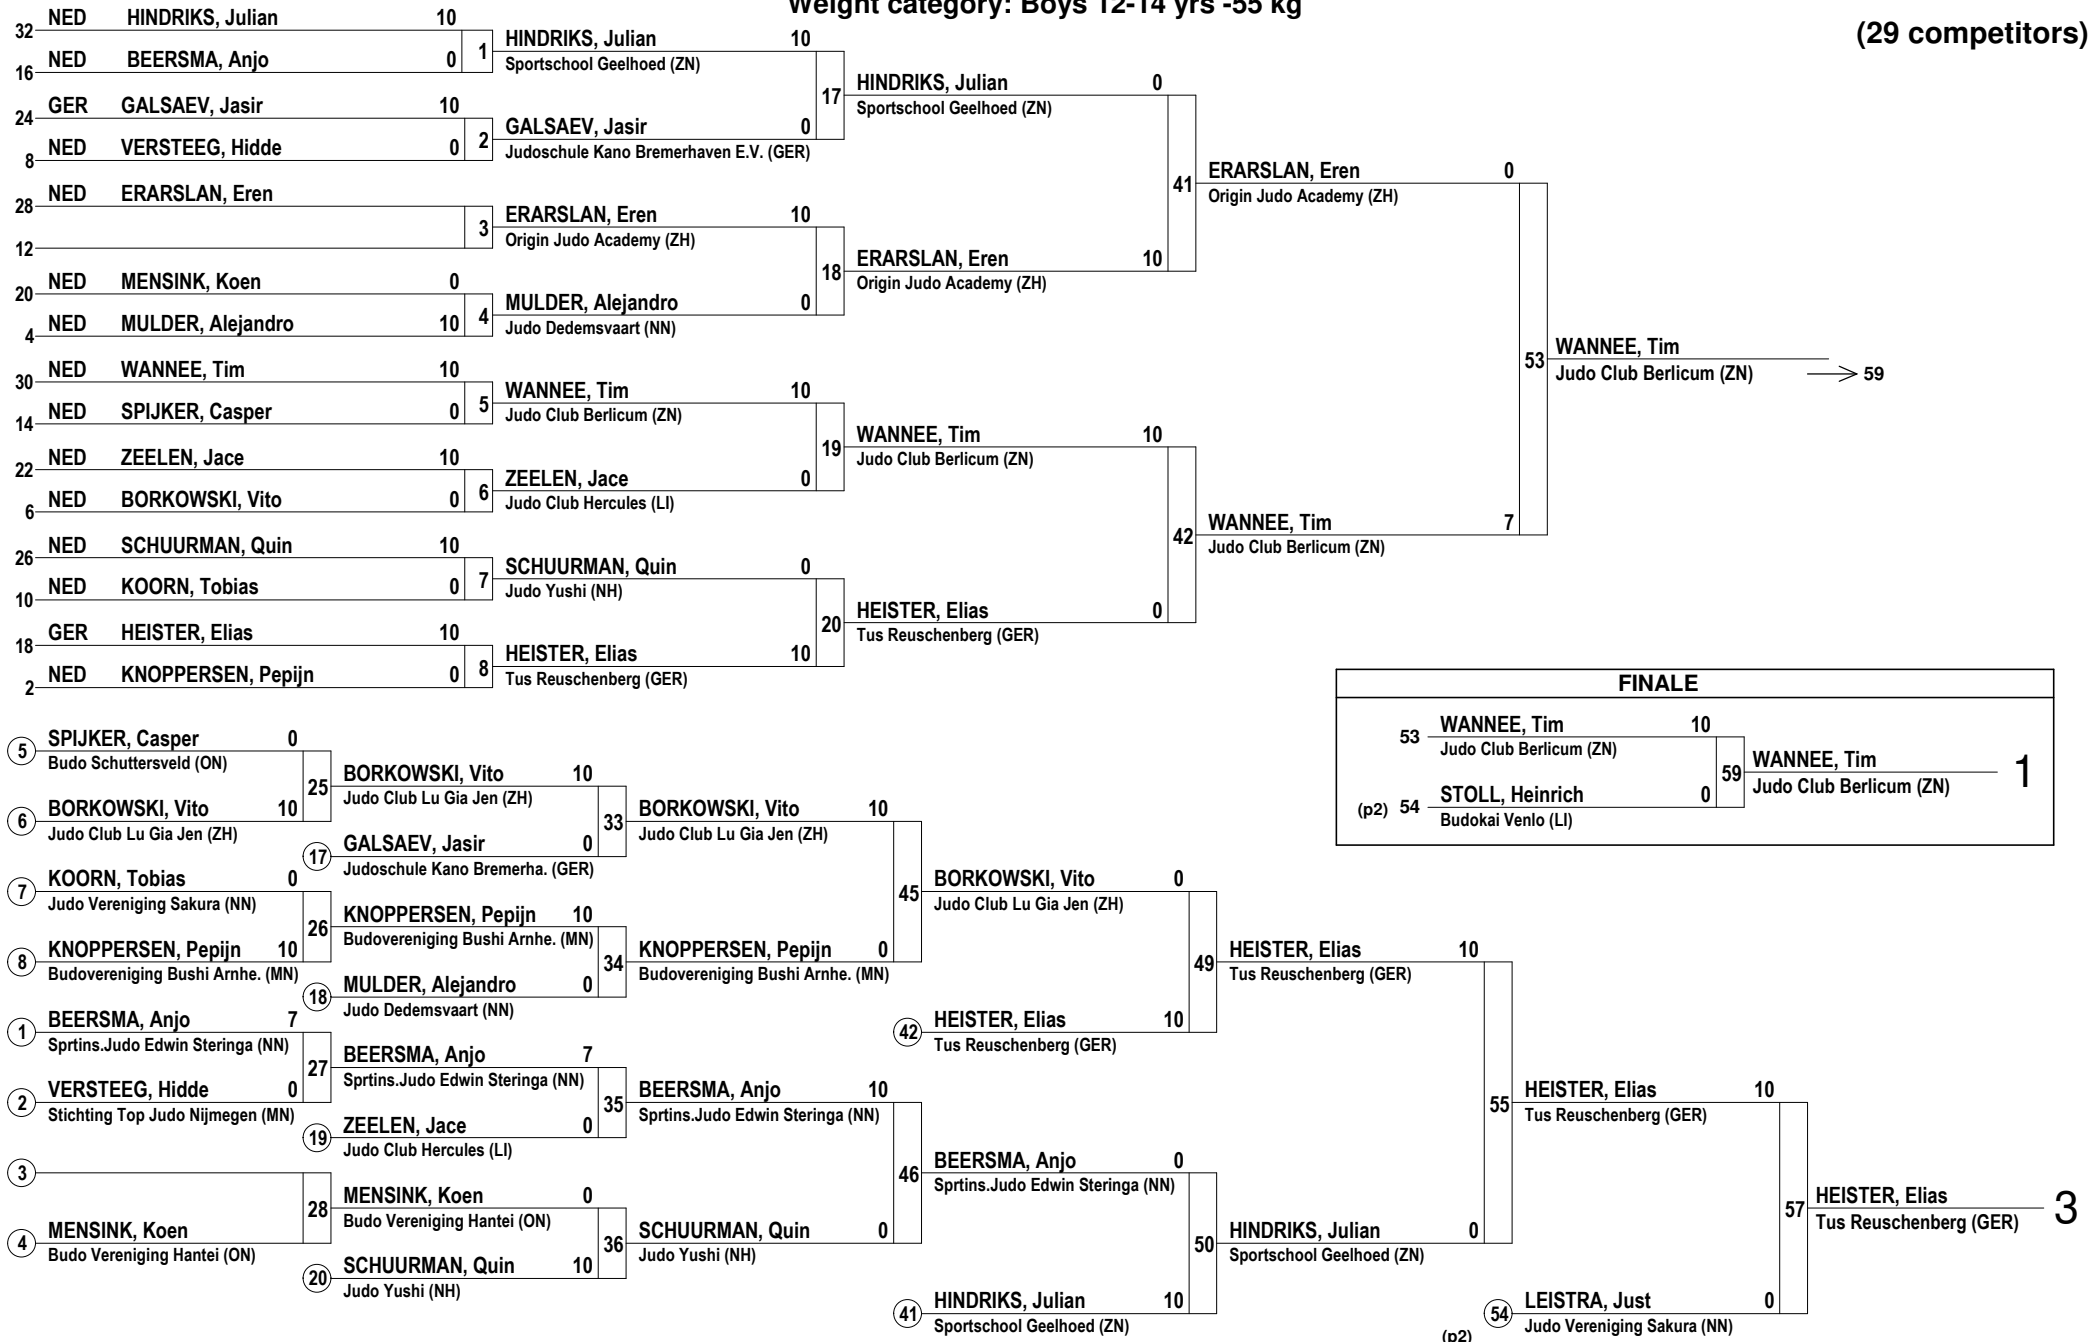 Weight category: Boys 12-14 yrs -55 kg
(29 competitors)
32 NED HINDRIKS, Julian 10
16 NED BEERSMA, Anjo 0
1
24 GER GALSAEV, Jasir 10
8 NED VERSTEEG, Hidde 0
2
28 NED ERARSLAN, Eren
12
3
20 NED MENSINK, Koen 0
4 NED MULDER, Alejandro 10
4
30 NED WANNEE, Tim 10
14 NED SPIJKER, Casper 0
5
22 NED ZEELEN, Jace 10
6 NED BORKOWSKI, Vito 0
6
26 NED SCHUURMAN, Quin 10
10 NED KOORN, Tobias 0
7
18 GER HEISTER, Elias 10
2 NED KNOPPERSEN, Pepijn 0
8
HINDRIKS, Julian 10
Sportschool Geelhoed (ZN)
17
GALSAEV, Jasir 0
Judoschule Kano Bremerhaven E.V. (GER)
ERARSLAN, Eren 10
Origin Judo Academy (ZH)
18
MULDER, Alejandro 0
Judo Dedemsvaart (NN)
WANNEE, Tim 10
Judo Club Berlicum (ZN)
19
ZEELEN, Jace 0
Judo Club Hercules (LI)
SCHUURMAN, Quin 0
Judo Yushi (NH)
20
HEISTER, Elias 10
Tus Reuschenberg (GER)
HINDRIKS, Julian 0
Sportschool Geelhoed (ZN)
41
ERARSLAN, Eren 10
Origin Judo Academy (ZH)
WANNEE, Tim 10
Judo Club Berlicum (ZN)
42
HEISTER, Elias 0
Tus Reuschenberg (GER)
ERARSLAN, Eren 0
Origin Judo Academy (ZH)
53
WANNEE, Tim 7
Judo Club Berlicum (ZN)
WANNEE, Tim
Judo Club Berlicum (ZN) 59
FINALE
53 WANNEE, Tim 10
Judo Club Berlicum (ZN)
59
(p2) 54 STOLL, Heinrich 0
Budokai Venlo (LI)
WANNEE, Tim 1
Judo Club Berlicum (ZN)
5 SPIJKER, Casper 0
Budo Schuttersveld (ON)
25
6 BORKOWSKI, Vito 10
Judo Club Lu Gia Jen (ZH)
7 KOORN, Tobias 0
Judo Vereniging Sakura (NN)
26
8 KNOPPERSEN, Pepijn 10
Budovereniging Bushi Arnhe. (MN)
1 BEERSMA, Anjo 7
Sprtins.Judo Edwin Steringa (NN)
27
2 VERSTEEG, Hidde 0
Stichting Top Judo Nijmegen (MN)
3
28
4 MENSINK, Koen
Budo Vereniging Hantei (ON)
BORKOWSKI, Vito 10
Judo Club Lu Gia Jen (ZH)
33
17 GALSAEV, Jasir 0
Judoschule Kano Bremerha. (GER)
KNOPPERSEN, Pepijn 10
Budovereniging Bushi Arnhe. (MN)
34
18 MULDER, Alejandro 0
Judo Dedemsvaart (NN)
BEERSMA, Anjo 7
Sprtins.Judo Edwin Steringa (NN)
35
19 ZEELEN, Jace 0
Judo Club Hercules (LI)
MENSINK, Koen 0
Budo Vereniging Hantei (ON)
36
20 SCHUURMAN, Quin 10
Judo Yushi (NH)
BORKOWSKI, Vito 10
Judo Club Lu Gia Jen (ZH)
45
KNOPPERSEN, Pepijn 0
Budovereniging Bushi Arnhe. (MN)
BEERSMA, Anjo 10
Sprtins.Judo Edwin Steringa (NN)
46
SCHUURMAN, Quin 0
Judo Yushi (NH)
BORKOWSKI, Vito 0
Judo Club Lu Gia Jen (ZH)
49
42 HEISTER, Elias 10
Tus Reuschenberg (GER)
BEERSMA, Anjo 0
Sprtins.Judo Edwin Steringa (NN)
50
41 HINDRIKS, Julian 10
Sportschool Geelhoed (ZN)
HEISTER, Elias 10
Tus Reuschenberg (GER)
55
HINDRIKS, Julian 0
Sportschool Geelhoed (ZN)
HEISTER, Elias 10
Tus Reuschenberg (GER)
57
54 LEISTRA, Just 0
(p2) Judo Vereniging Sakura (NN)
HEISTER, Elias 3
Tus Reuschenberg (GER)